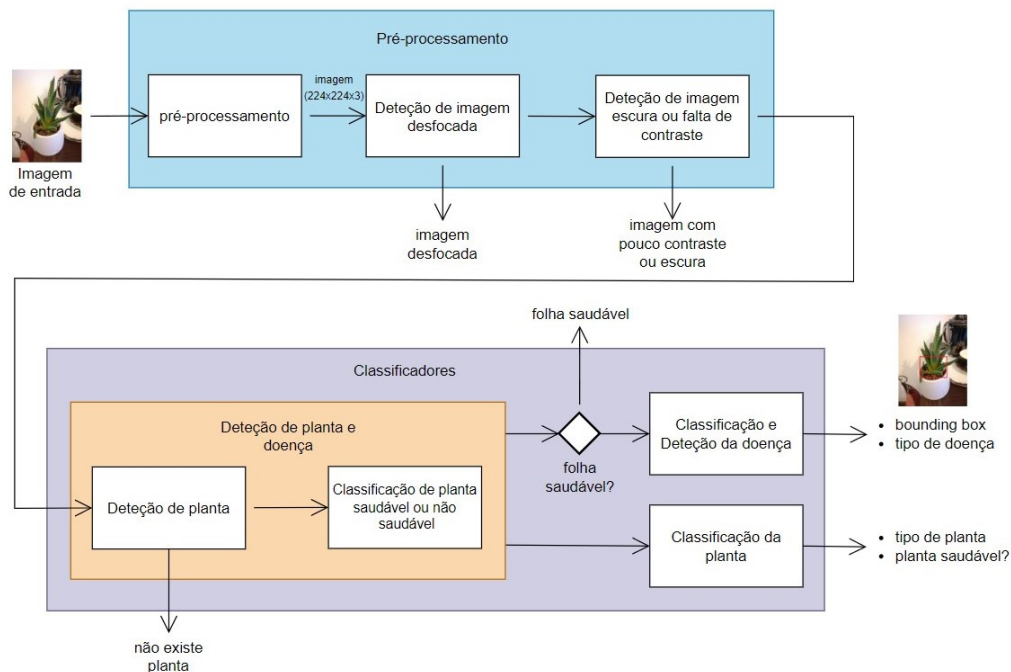 Pré-processamento
Imagem
de entrada
pré-processamento
imagem
(224x224x3)
Deteção de imagem
desfocada
Deteção de imagem
escura ou falta de
contraste
imagem
desfocada
imagem com
pouco contraste
ou escura
folha saudável
Classificadores
Deteção de planta e
doença
Deteção de planta
Classificação de planta
saudável ou não
saudável
folha
saudável?
Classificação e
Deteção da doença
• bounding box
• tipo de doença
Classificação da
planta
• tipo de planta
• planta saudável?
não existe
planta